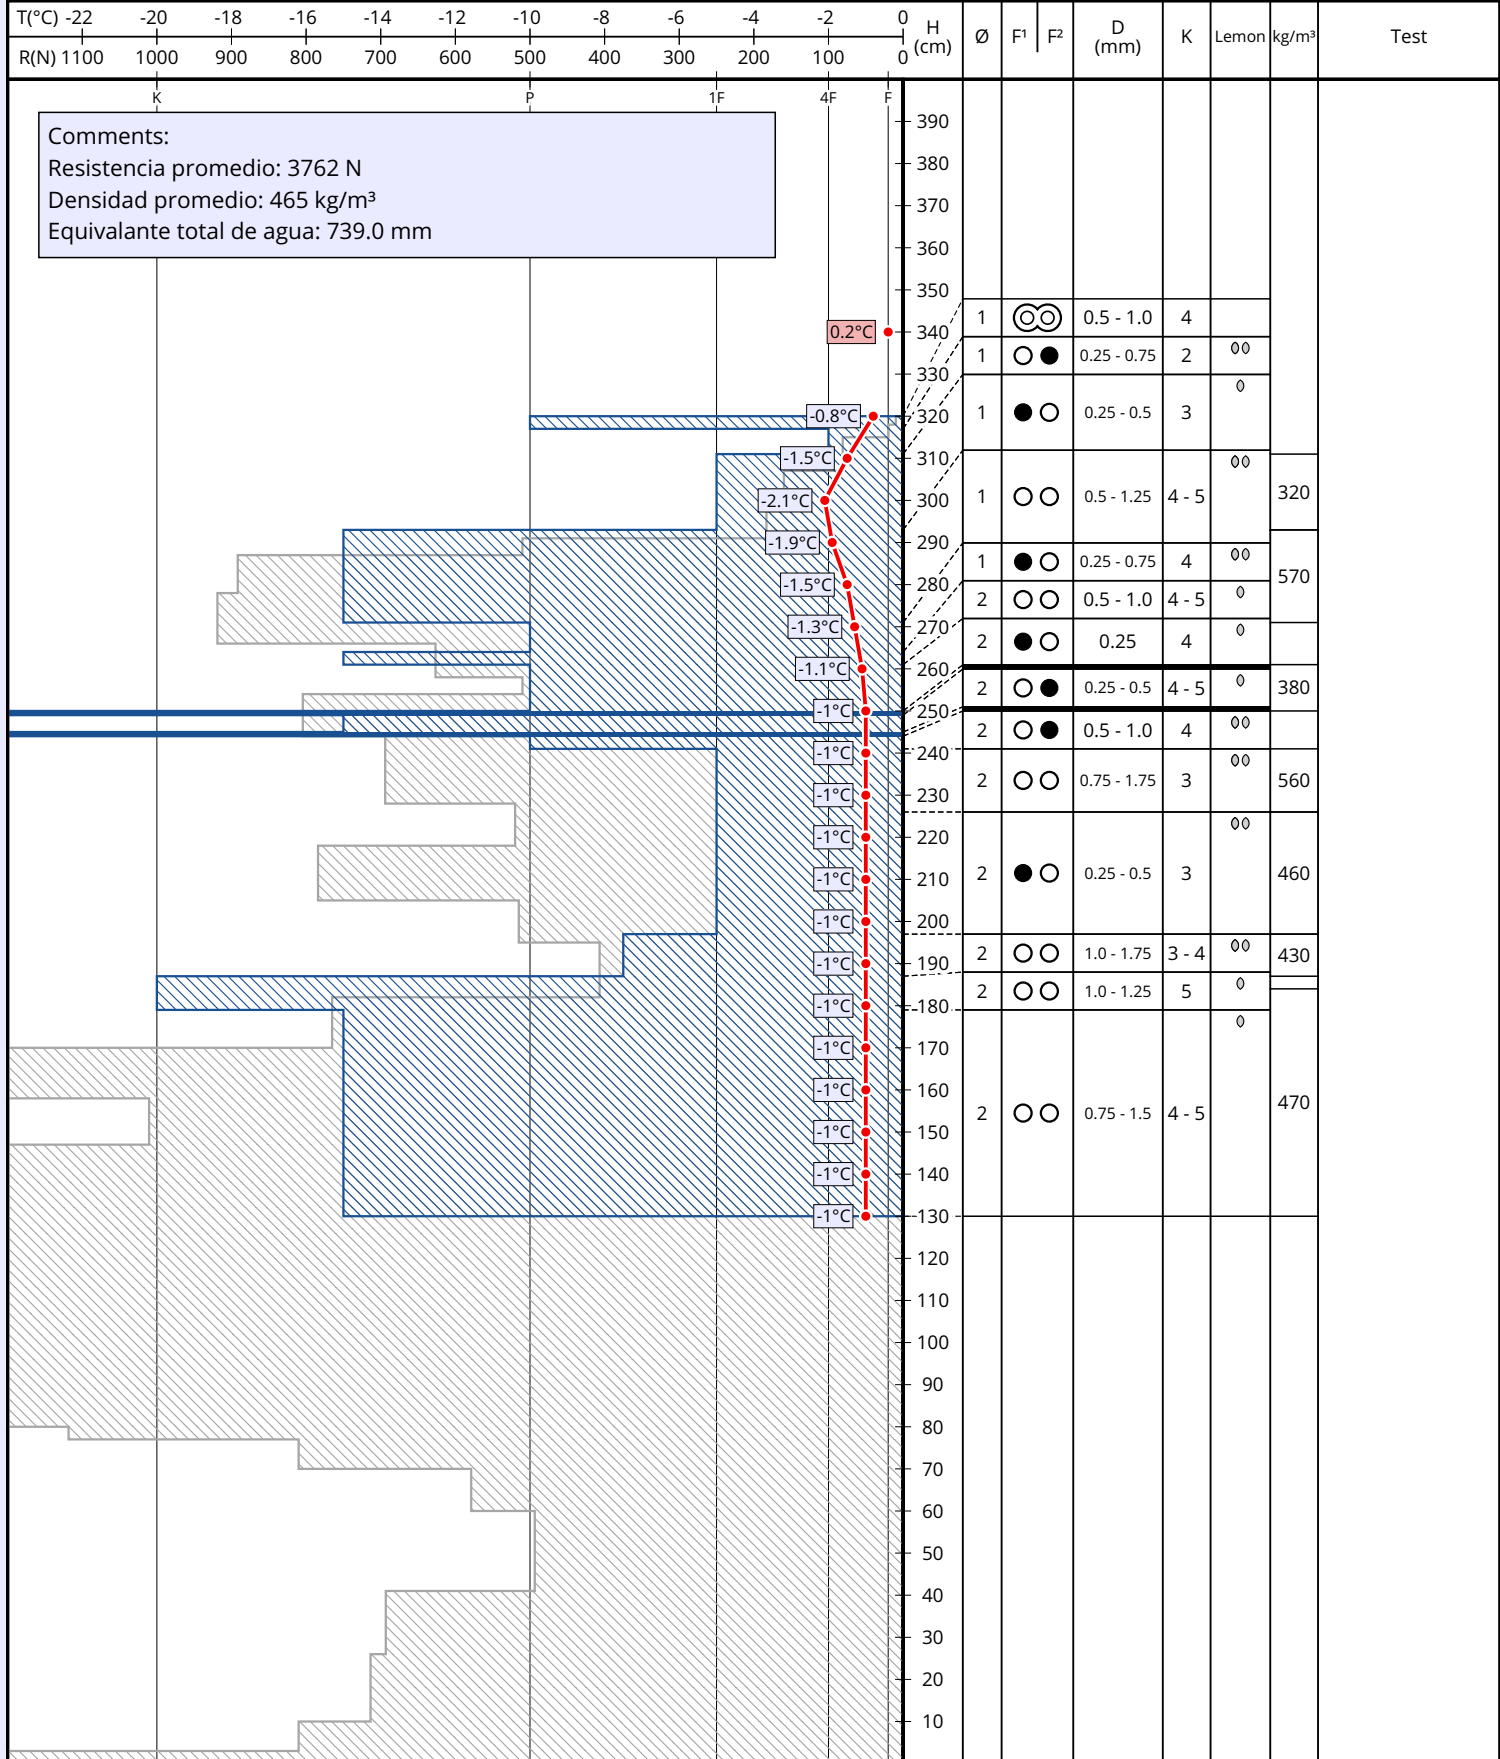 T(°C) -22 -20 -18 -16 -14 -12 -10 -8 -6 -4 -2 0
R(N) 1100 1000 900 800 700 600 500 400 300 200 100 0
H (cm) Ø F¹ F² D (mm) K Lemon kg/m³ Test
K P 1F 4F F
Comments:
Resistencia promedio: 3762 N
Densidad promedio: 465 kg/m³
Equivalante total de agua: 739.0 mm
390
380
370
360
350
340
330
320
310
300
290
280
270
260
250
240
230
220
210
200
190
180
170
160
150
140
130
120
110
100
90
80
70
60
50
40
30
20
10
0.2°C
-0.8°C
-1.5°C
-2.1°C
-1.9°C
-1.5°C
-1.3°C
-1.1°C
-1°C
-1°C
-1°C
-1°C
-1°C
-1°C
-1°C
-1°C
-1°C
-1°C
-1°C
-1°C
-1°C
1 0.5 - 1.0 4
1 0.25 - 0.75 2
1 0.25 - 0.5 3
1 0.5 - 1.25 4 - 5
1 0.25 - 0.75 4
2 0.5 - 1.0 4 - 5
2 0.25 4
2 0.25 - 0.5 4 - 5
2 0.5 - 1.0 4
2 0.75 - 1.75 3
2 0.25 - 0.5 3
2 1.0 - 1.75 3 - 4
2 1.0 - 1.25 5
2 0.75 - 1.5 4 - 5
320
570
380
560
460
430
470